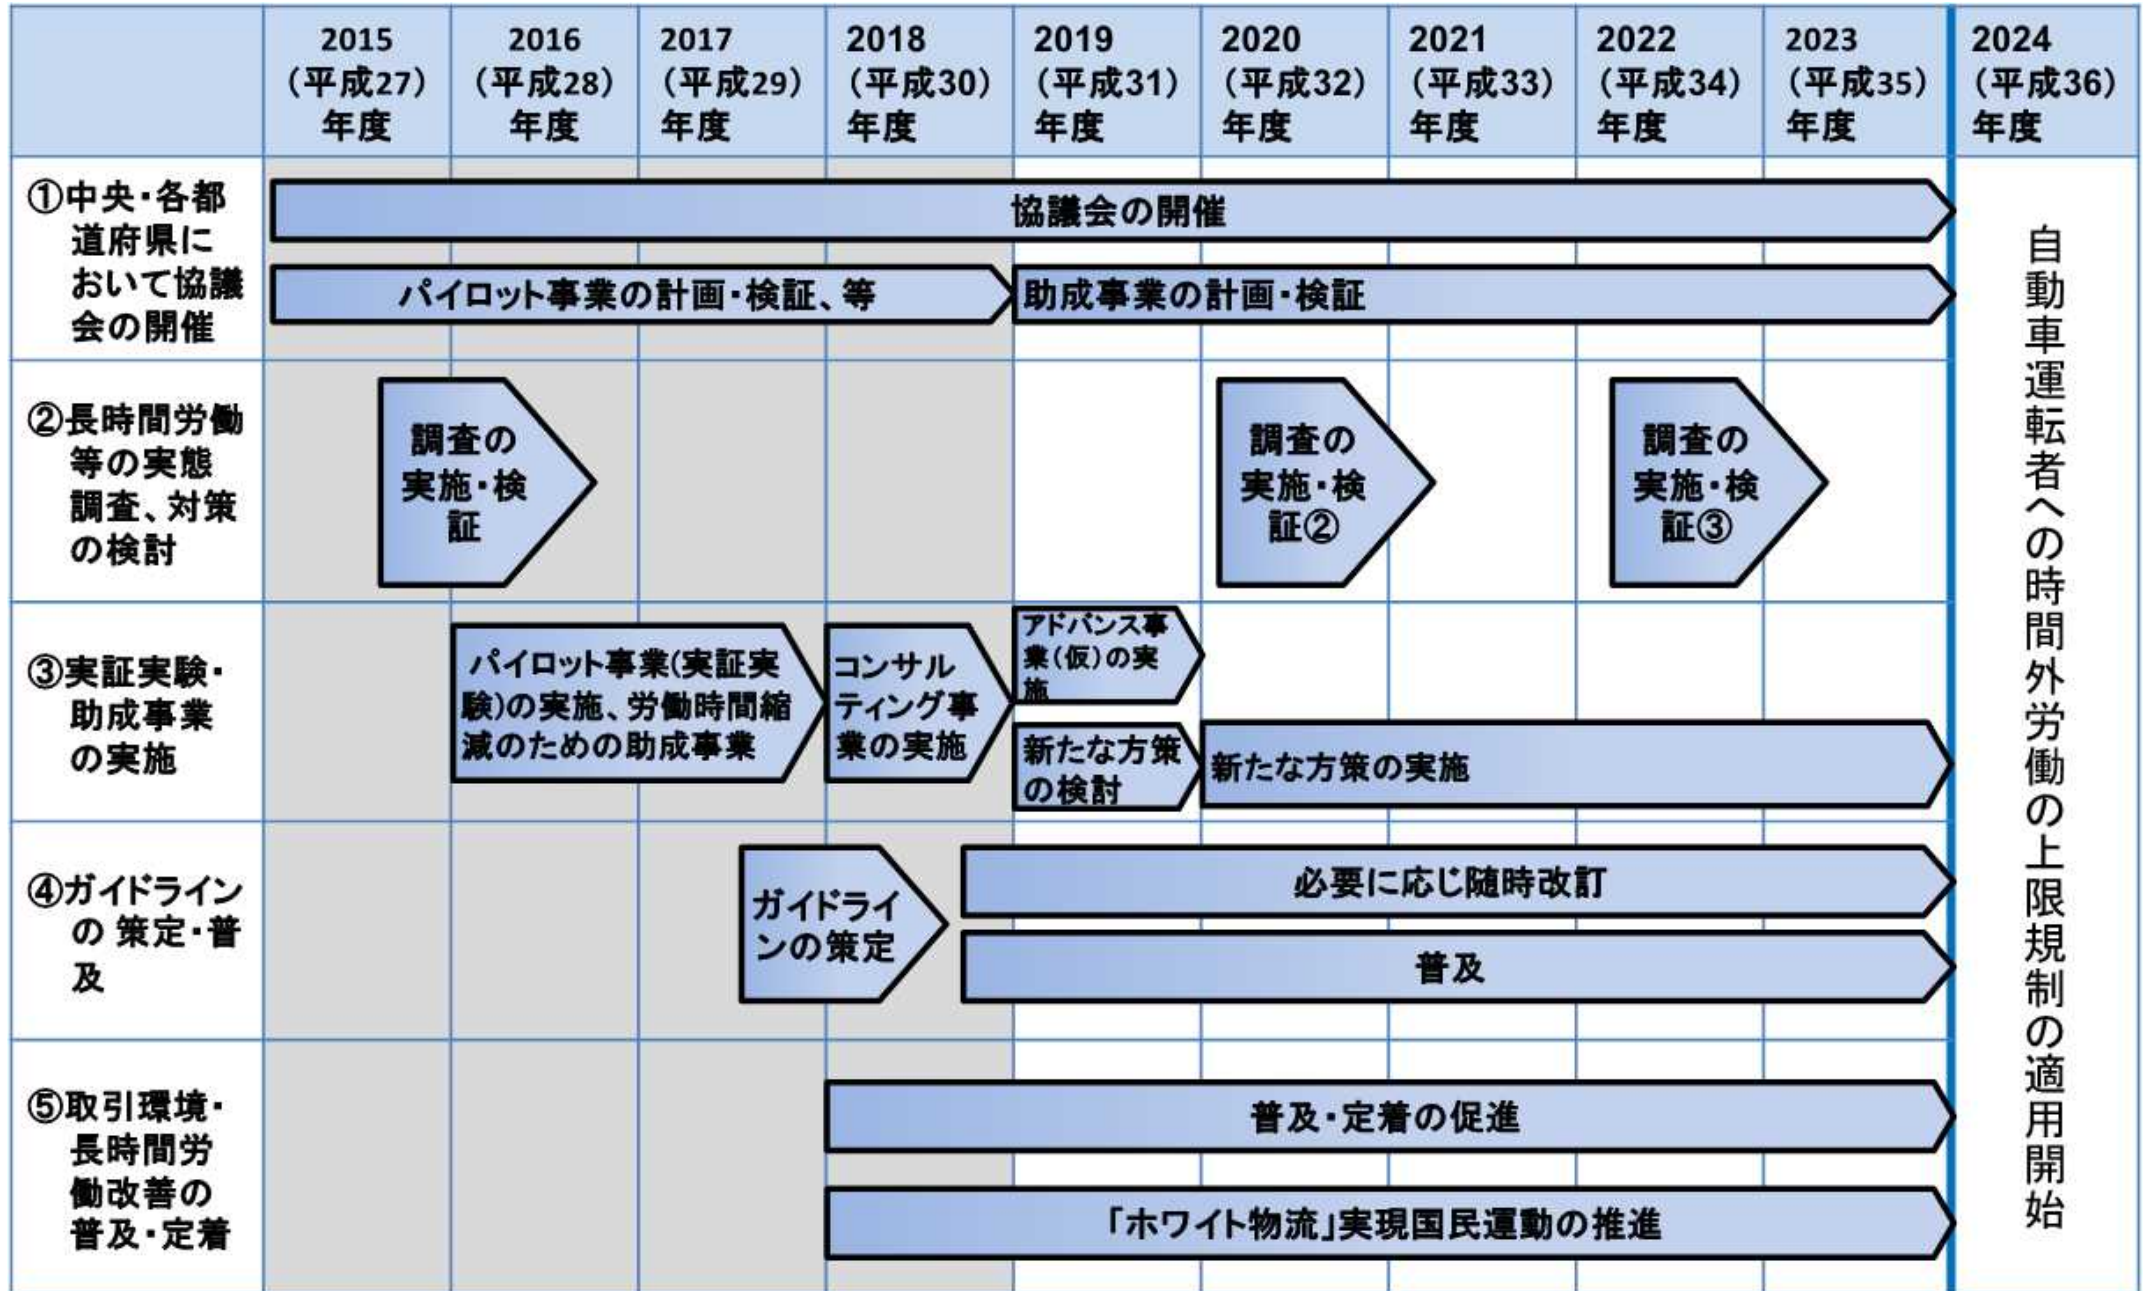 2015
（平成27）
年度
2016
（平成28）
年度
2017
（平成29）
年度
2018
（平成30）
年度
2019
（平成31）
年度
2020
（平成32）
年度
2021
（平成33）
年度
2022
（平成34）
年度
2023
（平成35）
年度
2024
（平成36）
年度
①中央・各都
道府県に
おいて協議
会の開催
協議会の開催
パイロット事業の計画・検証、等
助成事業の計画・検証
②長時間労働
等の実態
調査、対策
の検討
調査の
実施・検
証
調査の
実施・検
証②
調査の
実施・検
証③
③実証実験・
助成事業
の実施
パイロット事業(実証実
験)の実施、労働時間縮
減のための助成事業
コンサル
ティング事
業の実施
アドバンス事
業（仮）の実
施
新たな方策
の検討
新たな方策の実施
④ガイドライン
の 策定・普
及
ガイドライ
ンの策定
必要に応じ随時改訂
普及
⑤取引環境・
長時間労
働改善の
普及・定着
普及・定着の促進
「ホワイト物流」実現国民運動の推進
自動車運転者への時間外労働の上限規制の適用開始